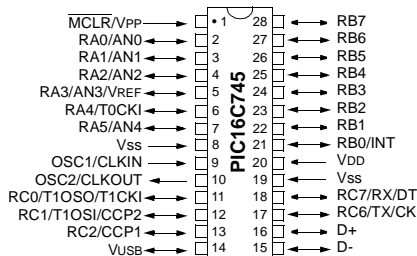 MCLR/VPP 1 28 RB7
RA0/AN0 2 27 RB6
RA1/AN1 3 26 RB5
RA2/AN2 4 25 RB4
RA3/AN3/VREF 5 24 RB3
RA4/T0CKI 6 23 RB2
RA5/AN4 7 22 RB1
VSS 8 21 RB0/INT
OSC1/CLKIN 9 20 VDD
OSC2/CLKOUT 10 19 VSS
RC0/T1OSO/T1CKI 11 18 RC7/RX/DT
RC1/T1OSI/CCP2 12 17 RC6/TX/CK
RC2/CCP1 13 16 D+
VUSB 14 15 D-
PIC16C745